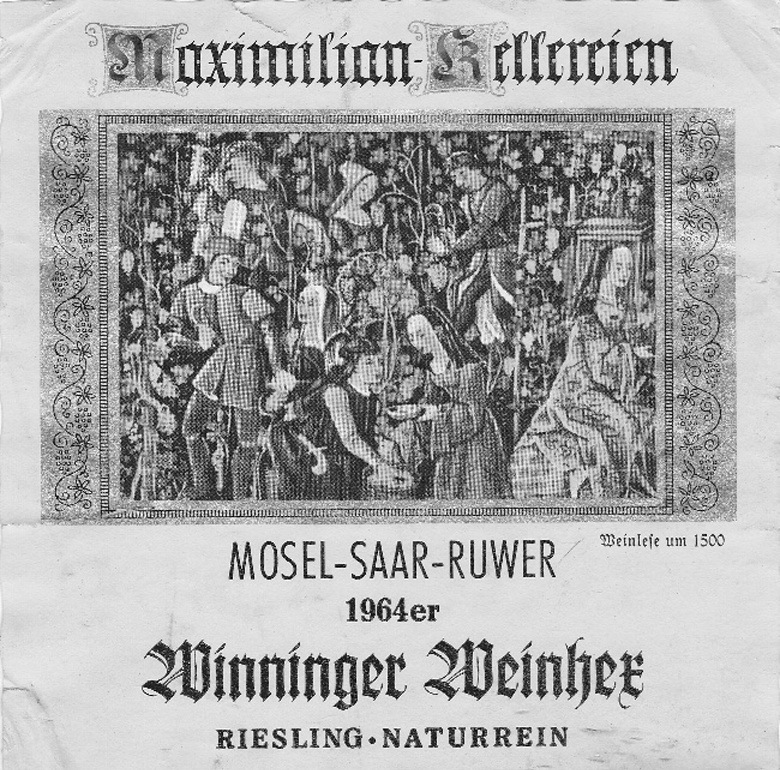 Maximilian-Kellereien
Weinlese um 1500
MOSEL-SAAR-RUWER
1964er
Winninger Weinhex
RIESLING • NATURREIN